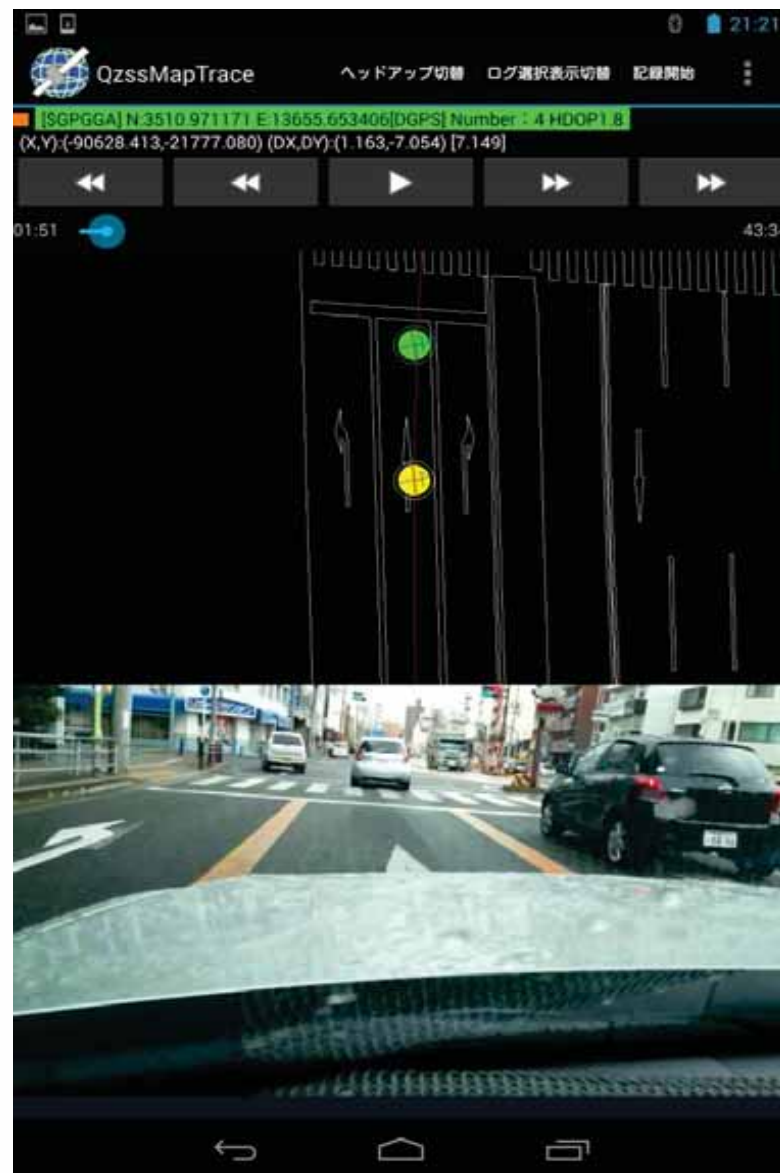 21:21
QzssMapTrace ヘッドアップ切替 ログ選択表示切替 記録開始
[SGPGGA] N:3510.971171 E:13655.653406[DGPS] Number：4 HDOP1.8
(X,Y):(-90628.413,-21777.080) (DX,DY):(1.163,-7.054) [7.149]
01:51 43:3